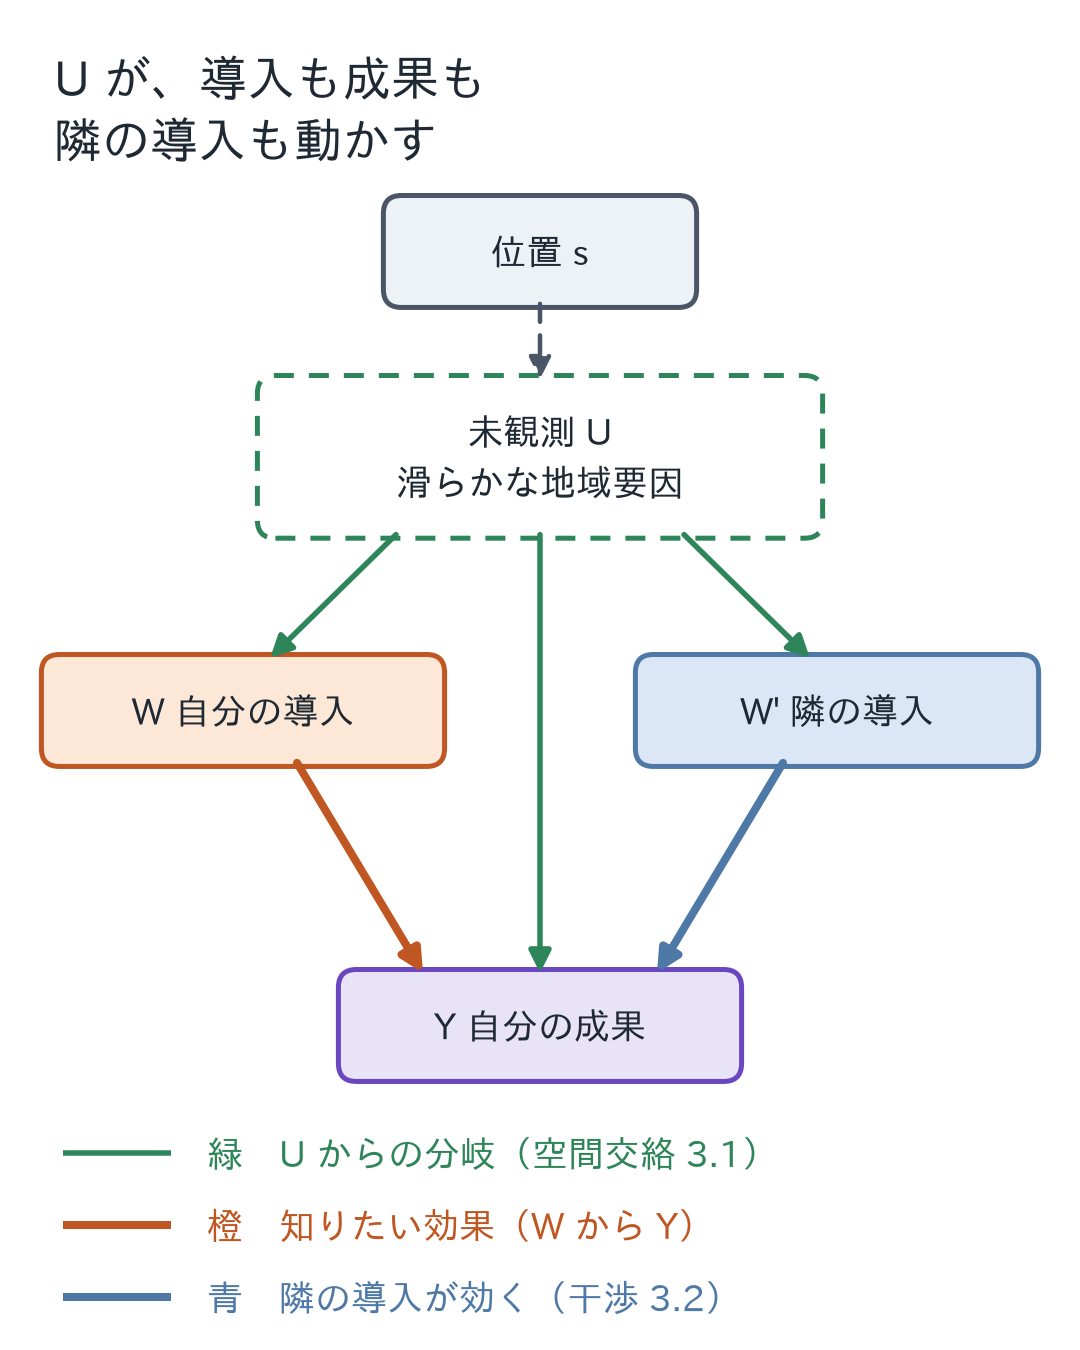 U が、導入も成果も
隣の導入も動かす
位置 s
未観測 U
滑らかな地域要因
W 自分の導入
W' 隣の導入
Y 自分の成果
緑　U からの分岐（空間交絡 3.1）
橙　知りたい効果（W から Y）
青　隣の導入が効く（干渉 3.2）